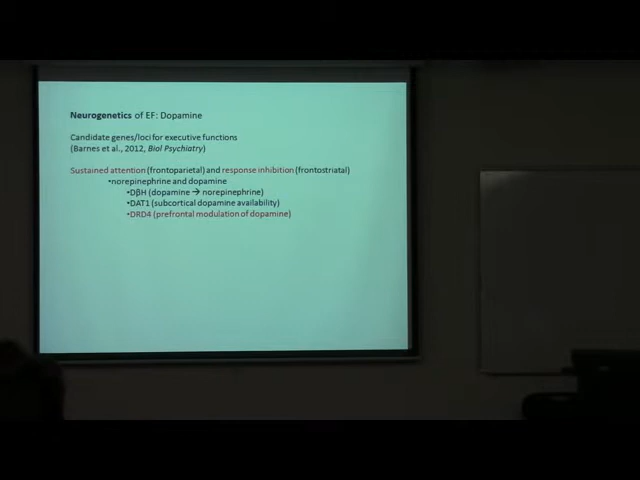 Neurogenetics of EF: Dopamine
Candidate genes/loci for executive functions
(Barnes et al., 2012, Biol Psychiatry)
Sustained attention (frontoparietal) and response inhibition (frontostriatal)
•norepinephrine and dopamine
•DβH (dopamine → norepinephrine)
•DAT1 (subcortical dopamine availability)
•DRD4 (prefrontal modulation of dopamine)